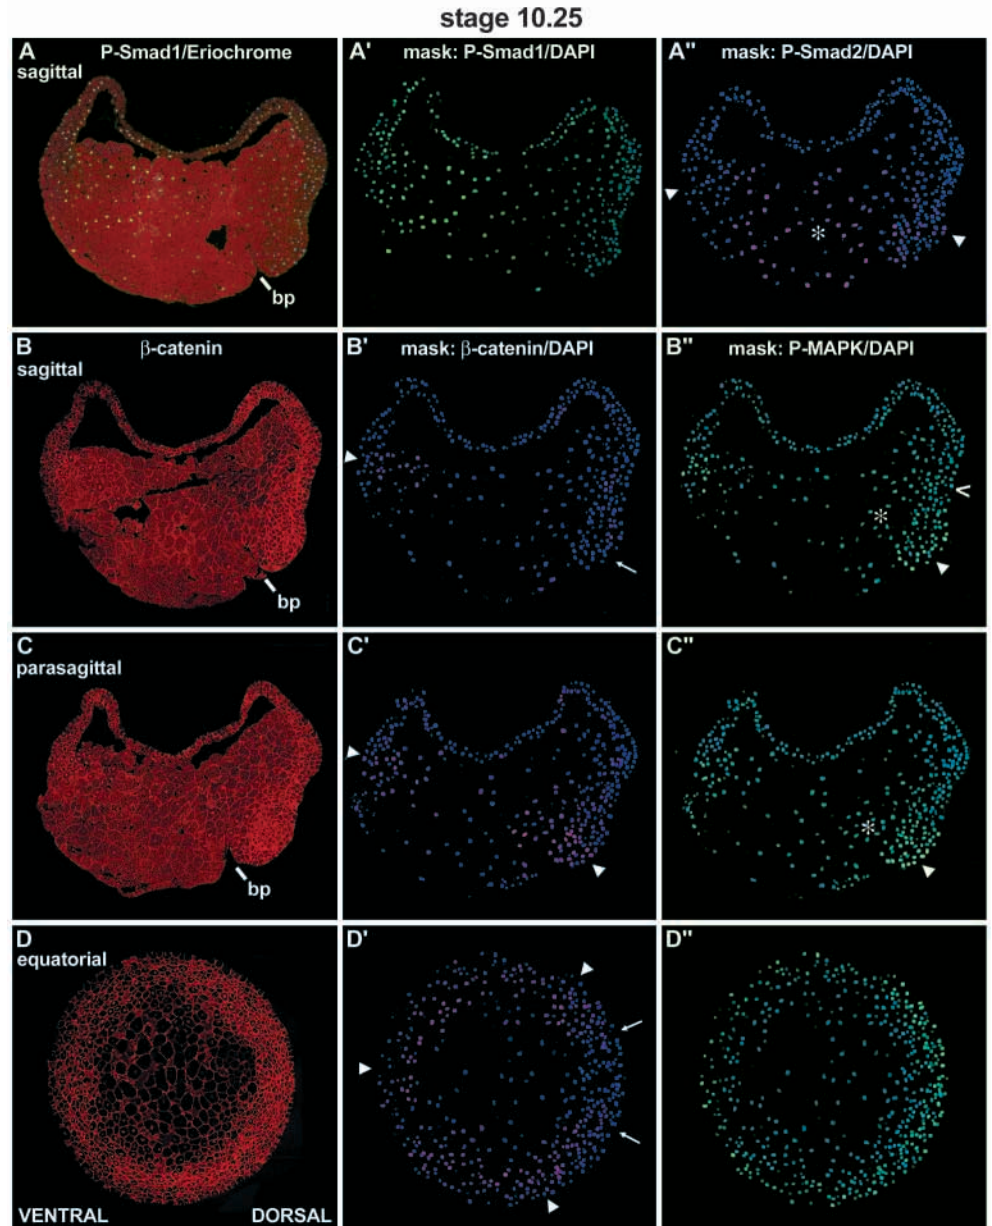 stage 10.25
A P-Smad1/Eriochrome
sagittal
bp
A' mask: P-Smad1/DAPI
A" mask: P-Smad2/DAPI
*
B β-catenin
sagittal
bp
B' mask: β-catenin/DAPI
B" mask: P-MAPK/DAPI
*
C
parasagittal
bp
C'
C"
*
D
equatorial
VENTRAL DORSAL
D'
D"